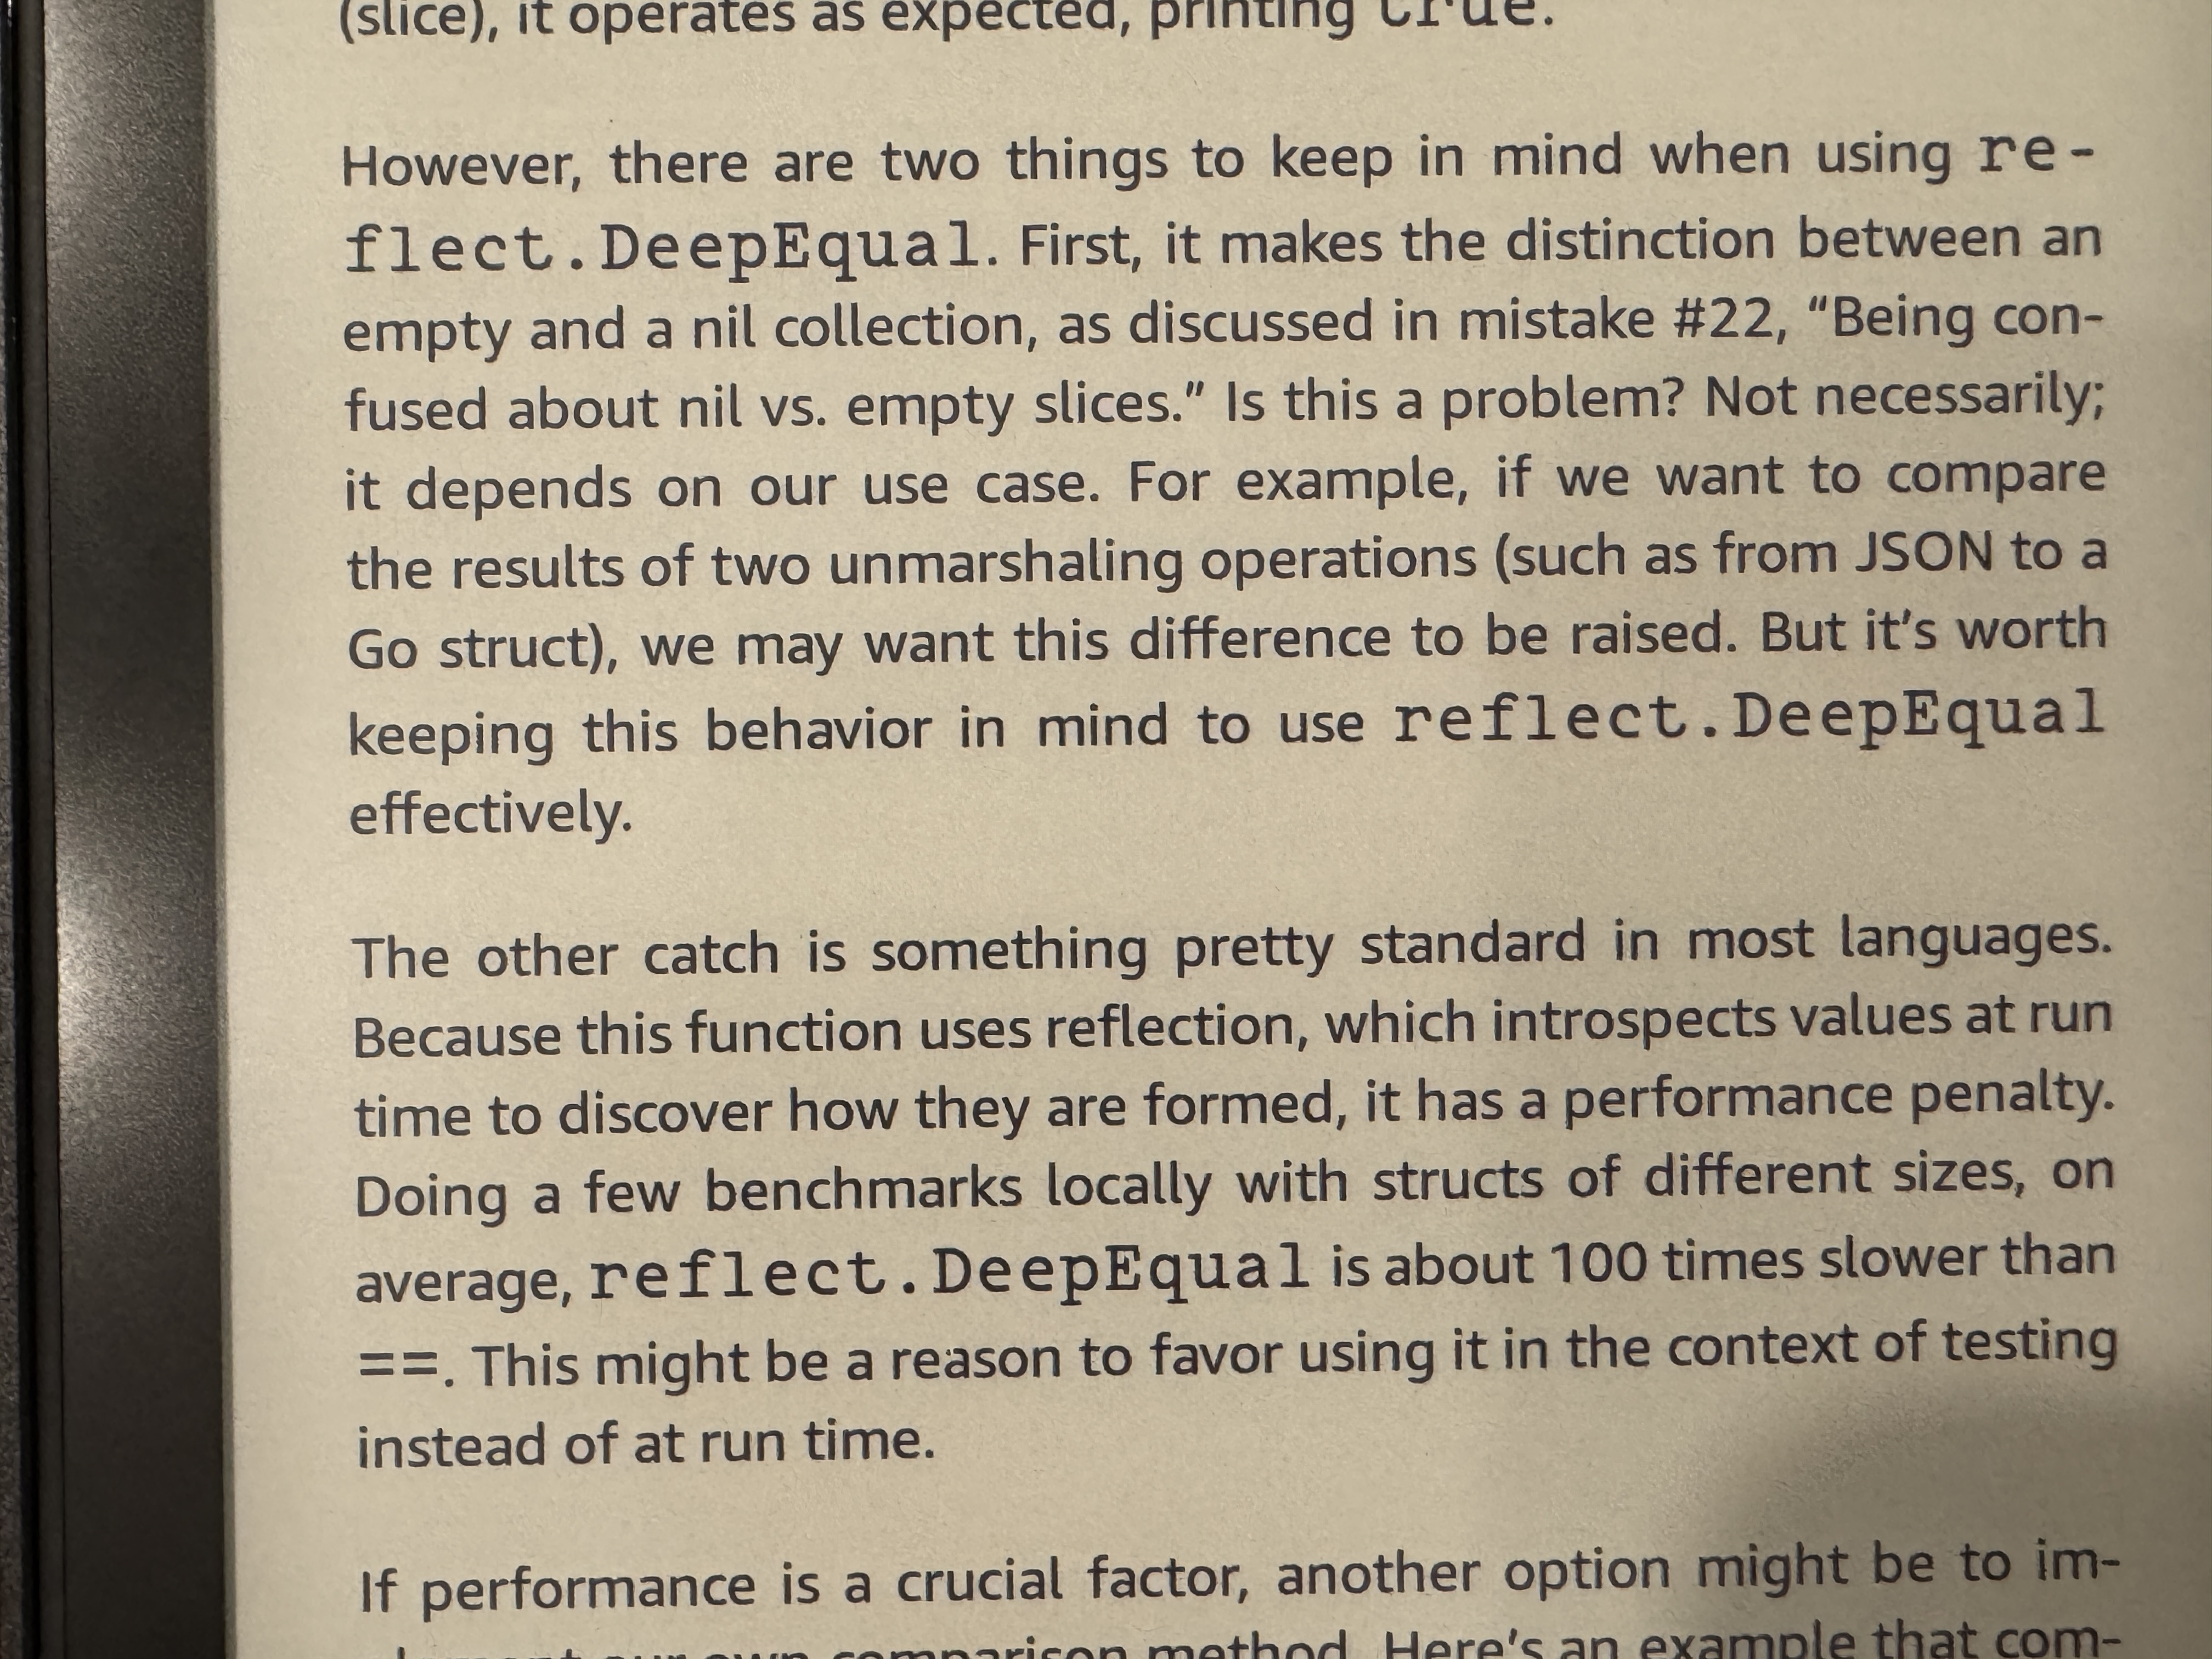 (slice), it operates as expected, printing true.
However, there are two things to keep in mind when using re-
flect.DeepEqual. First, it makes the distinction between an
empty and a nil collection, as discussed in mistake #22, “Being con-
fused about nil vs. empty slices.” Is this a problem? Not necessarily;
it depends on our use case. For example, if we want to compare
the results of two unmarshaling operations (such as from JSON to a
Go struct), we may want this difference to be raised. But it’s worth
keeping this behavior in mind to use reflect.DeepEqual
effectively.
The other catch is something pretty standard in most languages.
Because this function uses reflection, which introspects values at run
time to discover how they are formed, it has a performance penalty.
Doing a few benchmarks locally with structs of different sizes, on
average, reflect.DeepEqual is about 100 times slower than
==. This might be a reason to favor using it in the context of testing
instead of at run time.
If performance is a crucial factor, another option might be to im-
plement our own comparison method. Here’s an example that com-